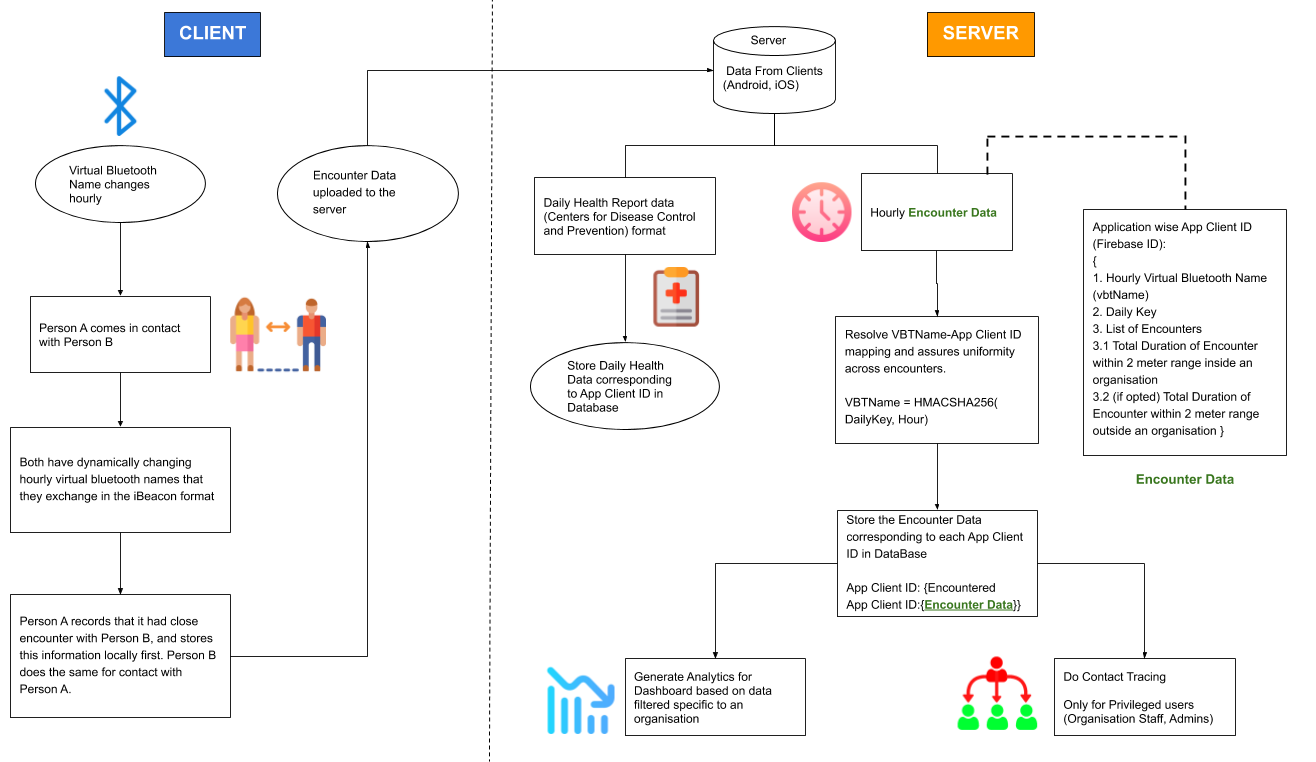 CLIENT
Virtual Bluetooth
Name changes
hourly
Person A comes in contact
with Person B
Both have dynamically changing
hourly virtual bluetooth names that
they exchange in the iBeacon format
Person A records that it had close
encounter with Person B, and stores
this information locally first. Person B
does the same for contact with
Person A.
Encounter Data
uploaded to the
server
SERVER
Server
Data From Clients
(Android, iOS)
Daily Health Report data
(Centers for Disease Control
and Prevention) format
Store Daily Health
Data corresponding
to App Client ID in
Database
Hourly Encounter Data
Resolve VBTName-App Client ID
mapping and assures uniformity
across encounters.
VBTName = HMACSHA256(
DailyKey, Hour)
Application wise App Client ID
(Firebase ID):
{
1. Hourly Virtual Bluetooth Name
(vbtName)
2. Daily Key
3. List of Encounters
3.1 Total Duration of Encounter
within 2 meter range inside an
organisation
3.2 (if opted) Total Duration of
Encounter within 2 meter range
outside an organisation }
Encounter Data
Store the Encounter Data
corresponding to each App Client
ID in DataBase
App Client ID: {Encountered
App Client ID:{Encounter Data}}
Generate Analytics for
Dashboard based on data
filtered specific to an
organisation
Do Contact Tracing
Only for Privileged users
(Organisation Staff, Admins)